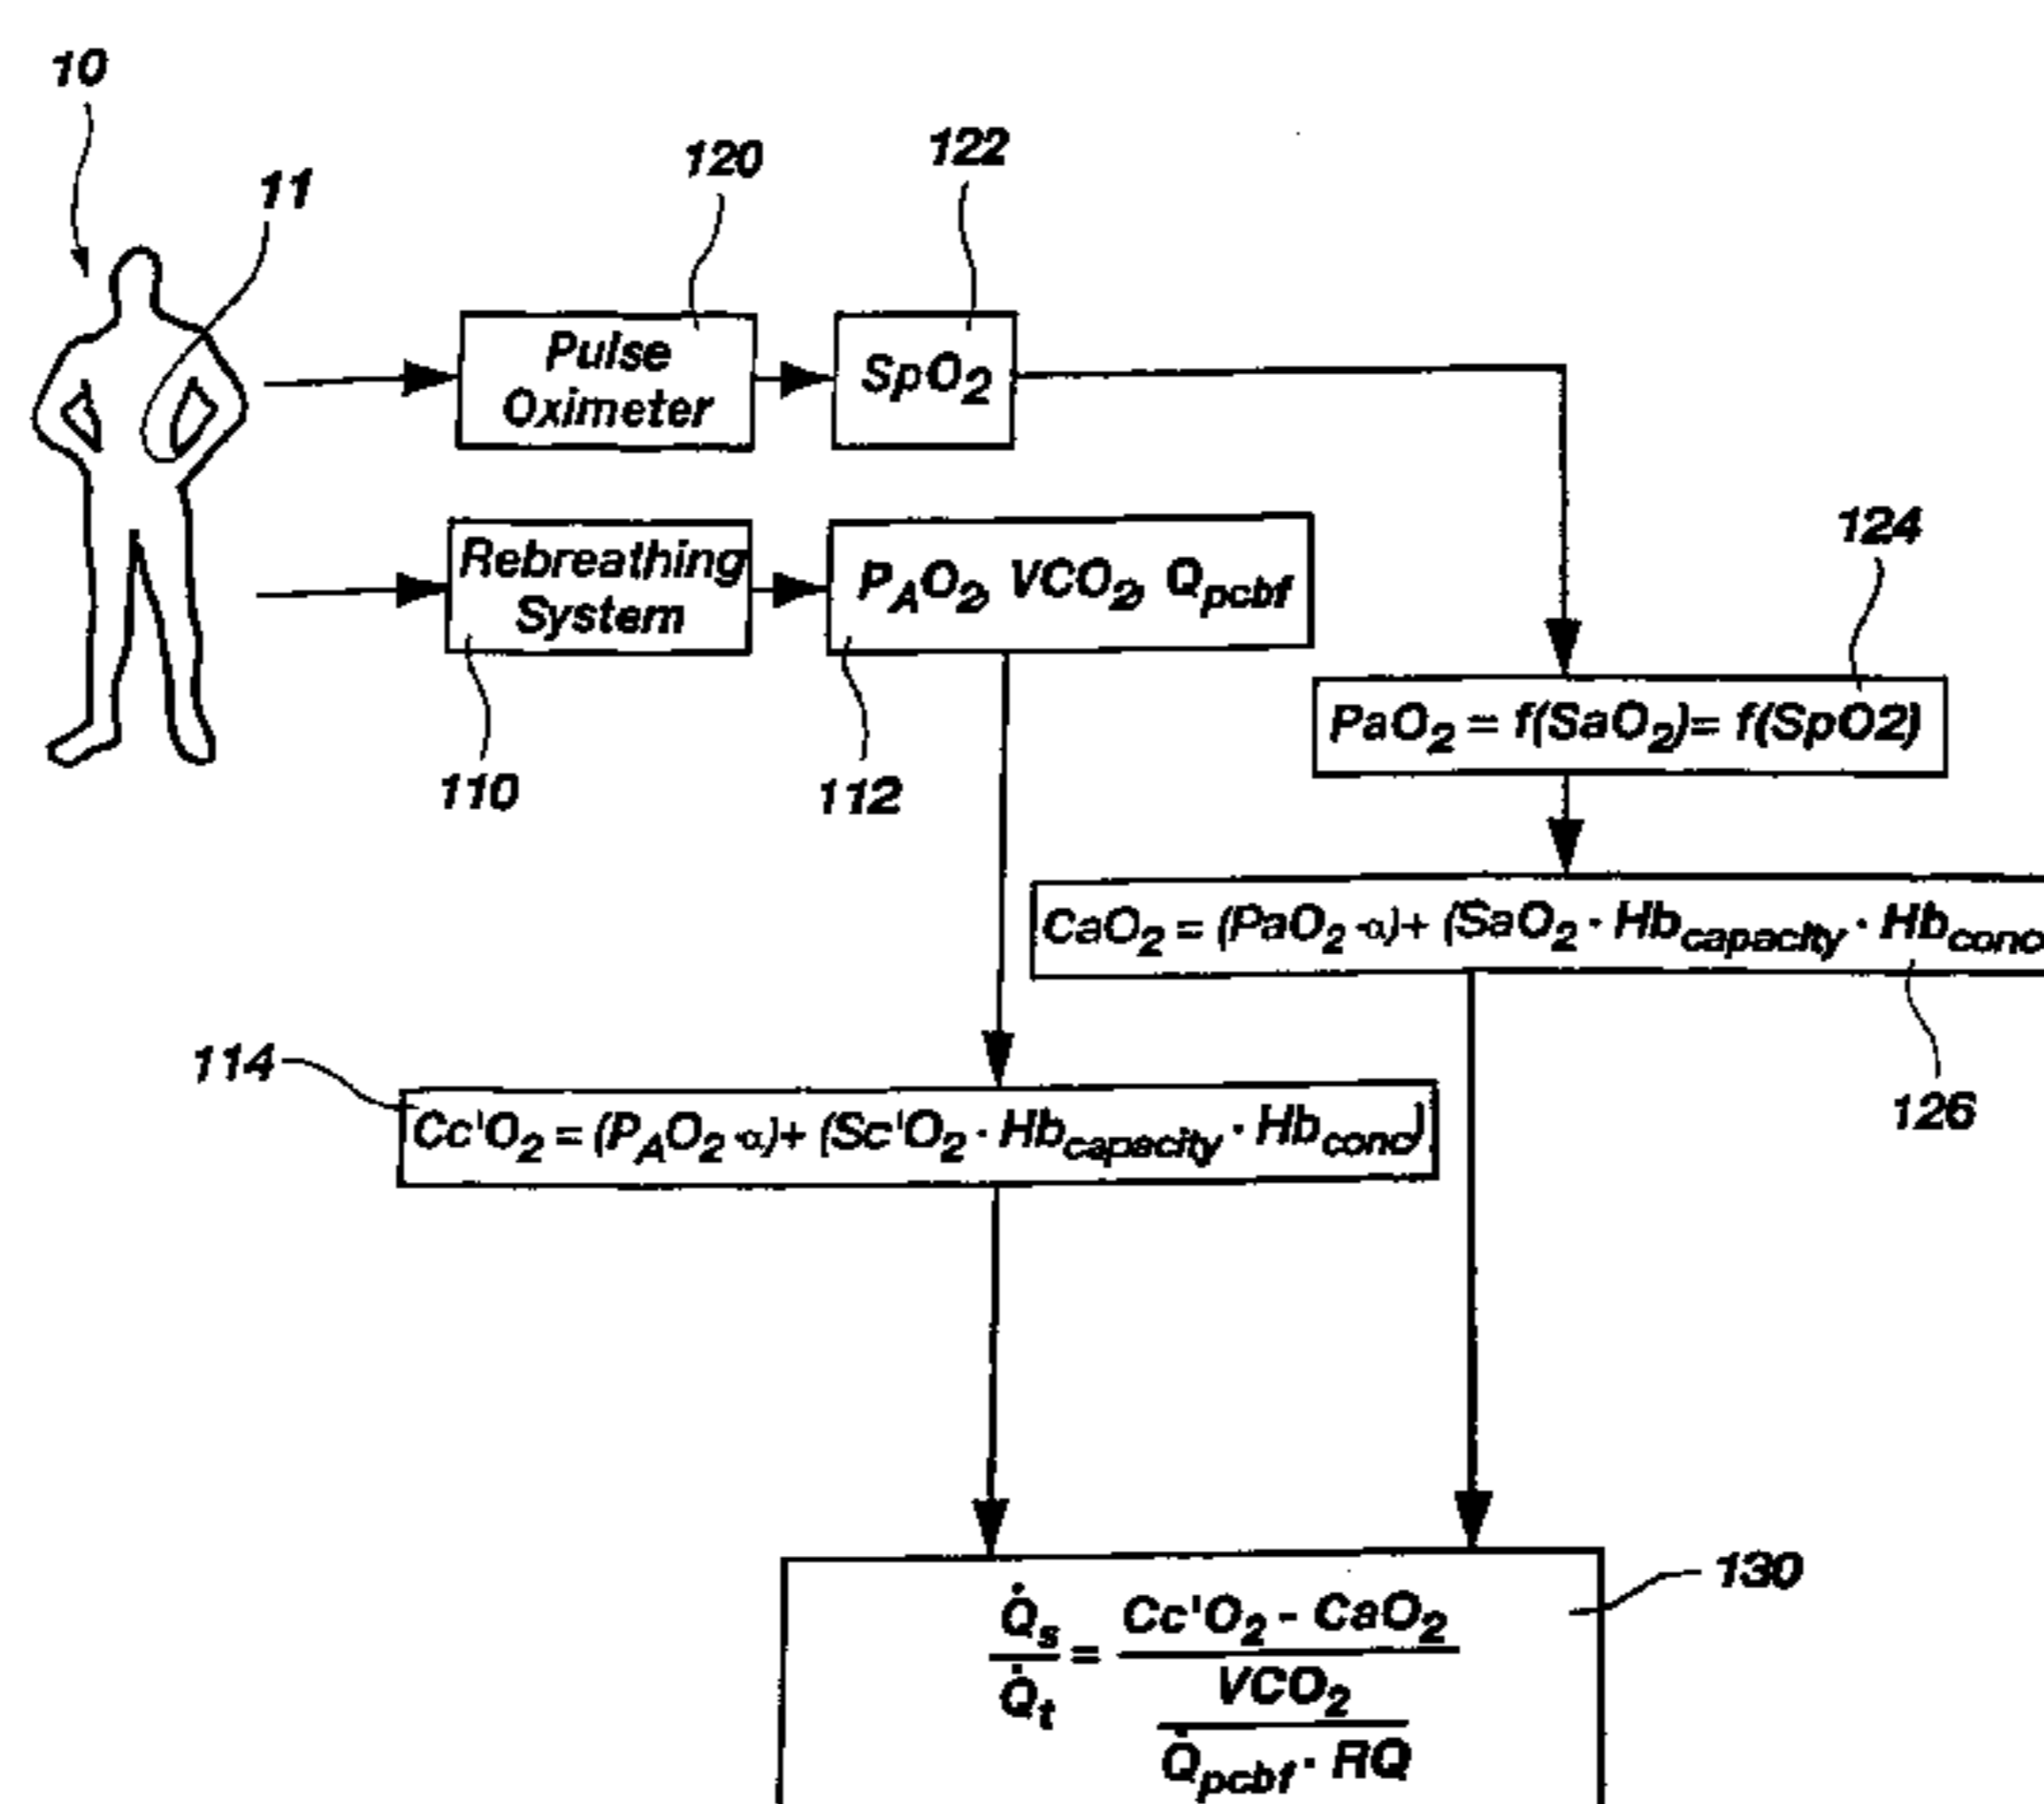 10
11
120
122
Pulse
Oximeter
SpO2
Rebreathing
System
PAO2, VCO2, Qpcbf
110
112
124
PaO2 = f(SaO2)= f(SpO2)
CaO2 = (PaO2·α)+ (SaO2 · Hbcapacity · Hbconc
126
114
Cc'O2 = (PAO2·α)+ (Sc'O2 · Hbcapacity · Hbconc)
130
Q̇s
Q̇t
=
Cc'O2 - CaO2
VCO2
Q̇pcbf · RQ